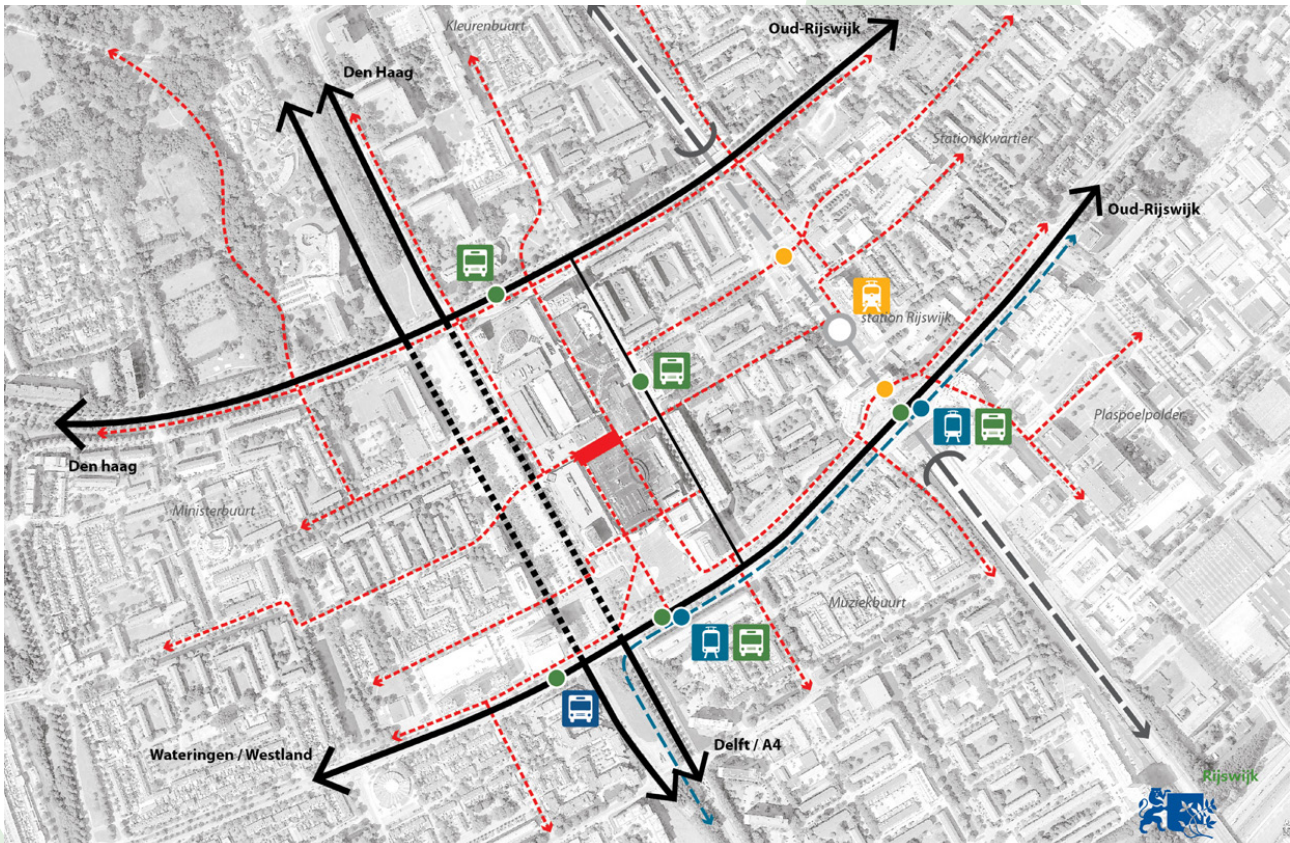 Kleurenbuurt
Oud-Rijswijk
Den Haag
Stationskwartier
Oud-Rijswijk
station Rijswijk
Plaspoelpolder
Den haag
Ministerbuurt
Muziekbuurt
Wateringen / Westland
Delft / A4
Rijswijk